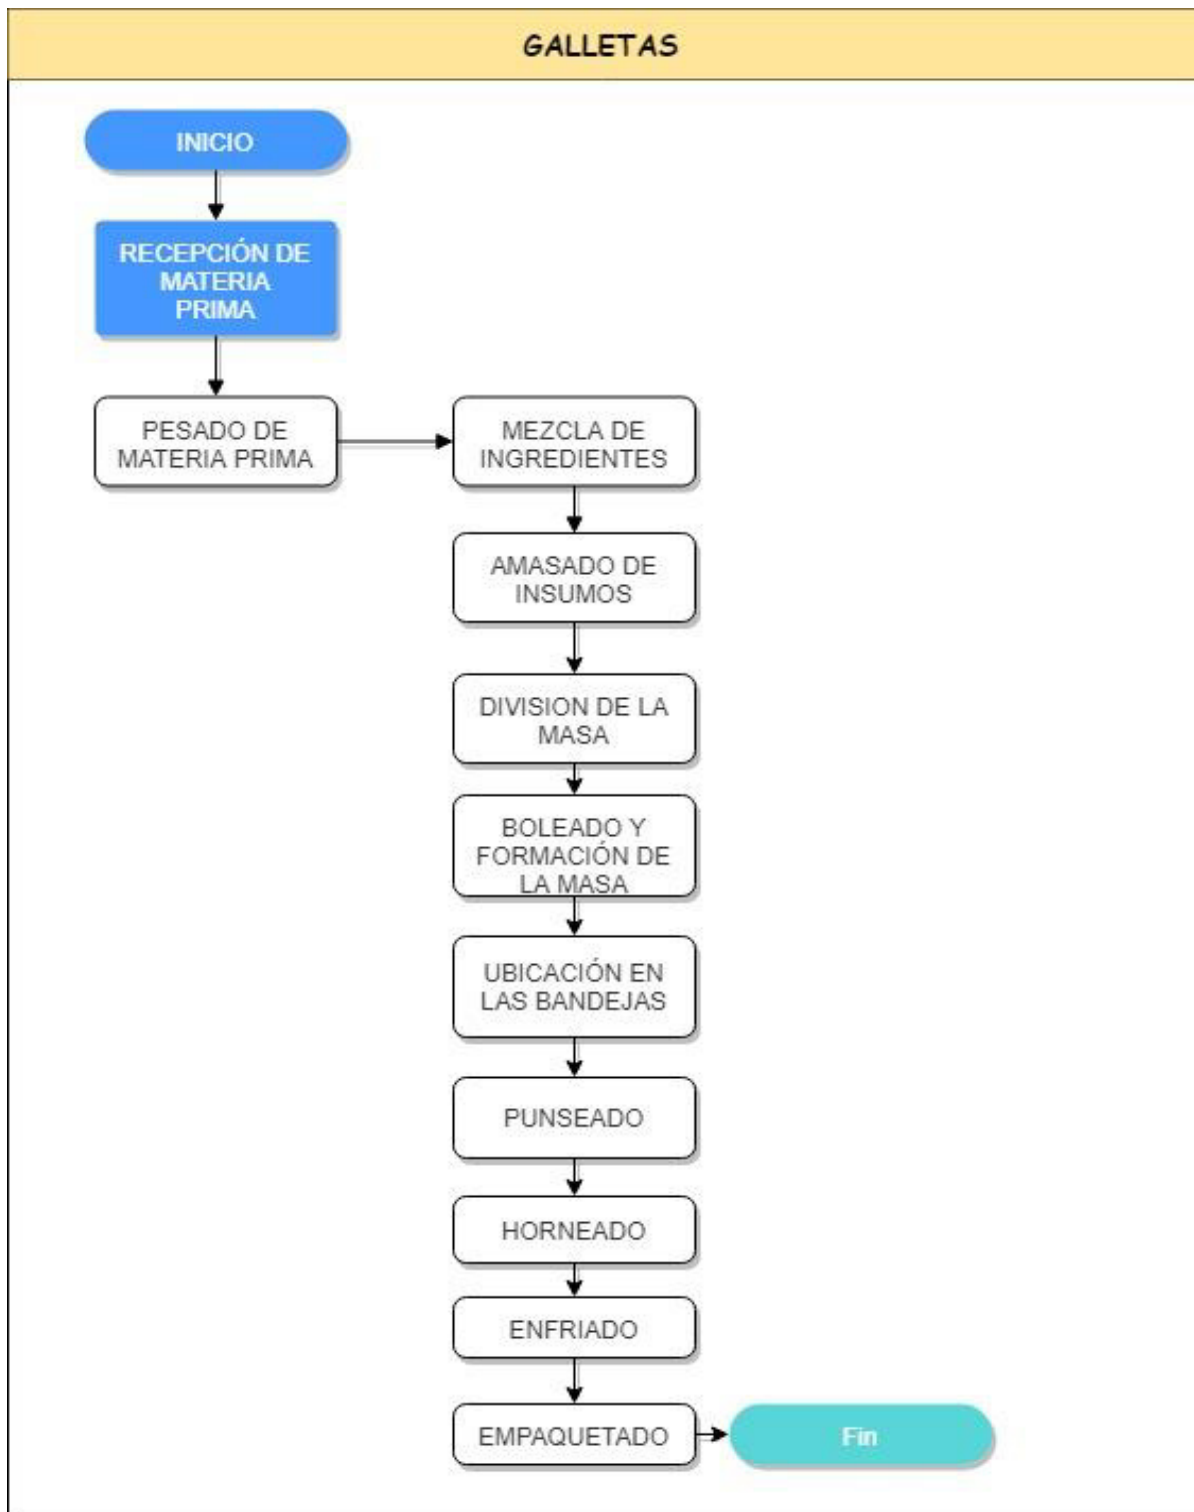 GALLETAS
INICIO
RECEPCIÓN DE
MATERIA
PRIMA
PESADO DE
MATERIA PRIMA
MEZCLA DE
INGREDIENTES
AMASADO DE
INSUMOS
DIVISION DE LA
MASA
BOLEADO Y
FORMACIÓN DE
LA MASA
UBICACIÓN EN
LAS BANDEJAS
PUNSEADO
HORNEADO
ENFRIADO
EMPAQUETADO
Fin